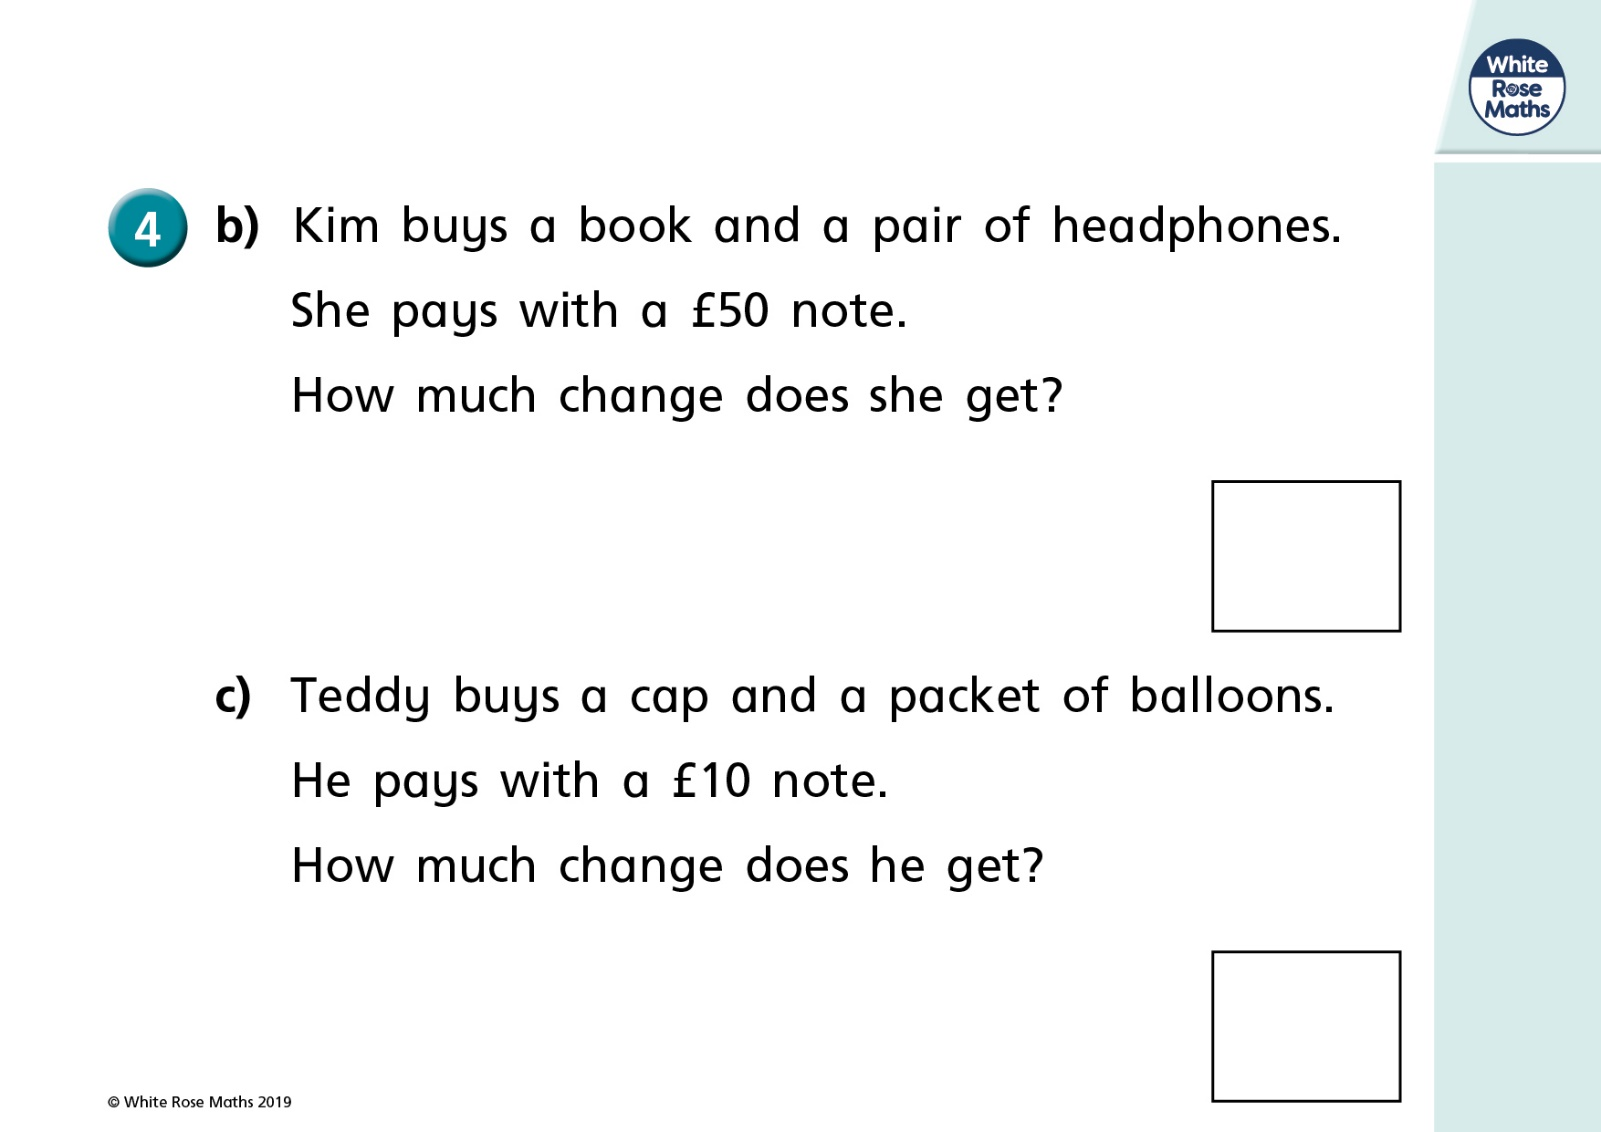 White
Rose
Maths
4 b) Kim buys a book and a pair of headphones.
She pays with a £50 note.
How much change does she get?
c) Teddy buys a cap and a packet of balloons.
He pays with a £10 note.
How much change does he get?
© White Rose Maths 2019